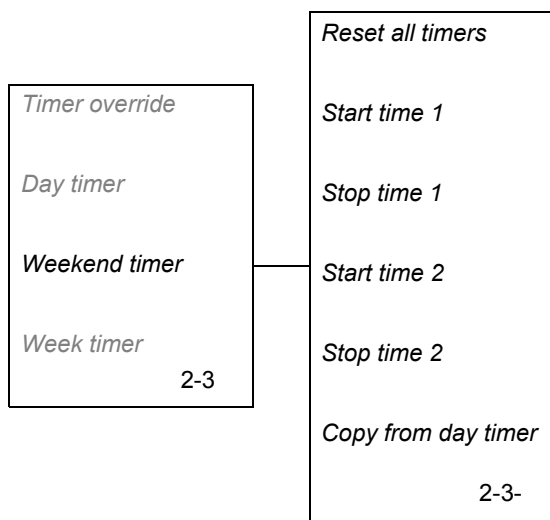 Timer override
Day timer
Weekend timer
Week timer
2-3
Reset all timers
Start time 1
Stop time 1
Start time 2
Stop time 2
Copy from day timer
2-3-